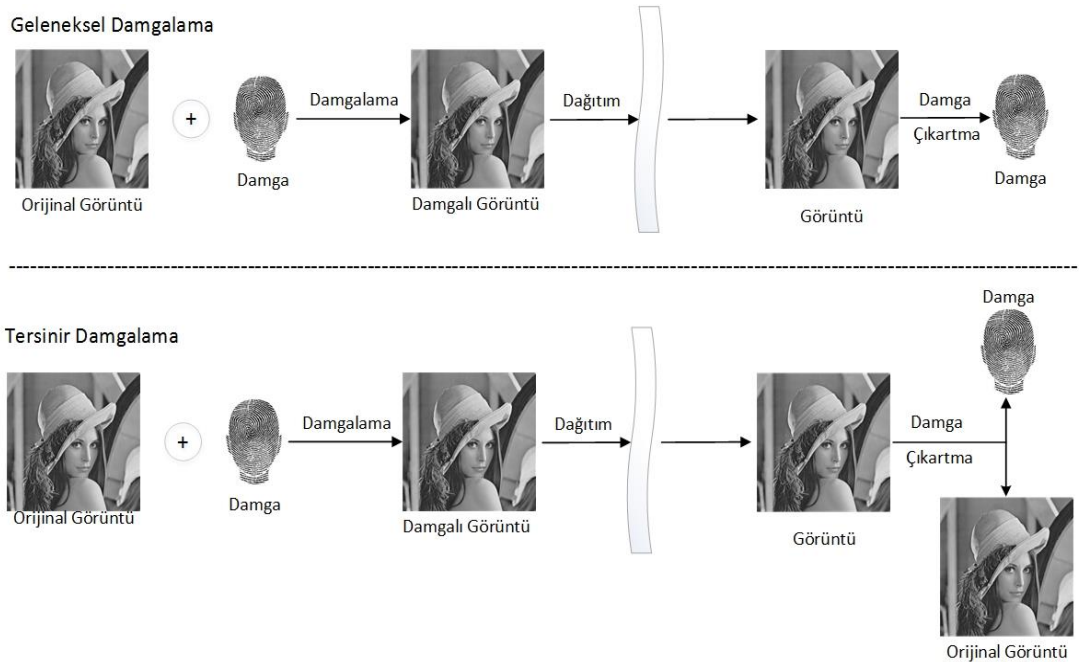 Geleneksel Damgalama
Orijinal Görüntü
+
Damga
Damgalama
Damgalı Görüntü
Dağıtım
Görüntü
Damga
Çıkartma
Damga
Tersinir Damgalama
Orijinal Görüntü
+
Damga
Damgalama
Damgalı Görüntü
Dağıtım
Görüntü
Damga
Çıkartma
Damga
Orijinal Görüntü